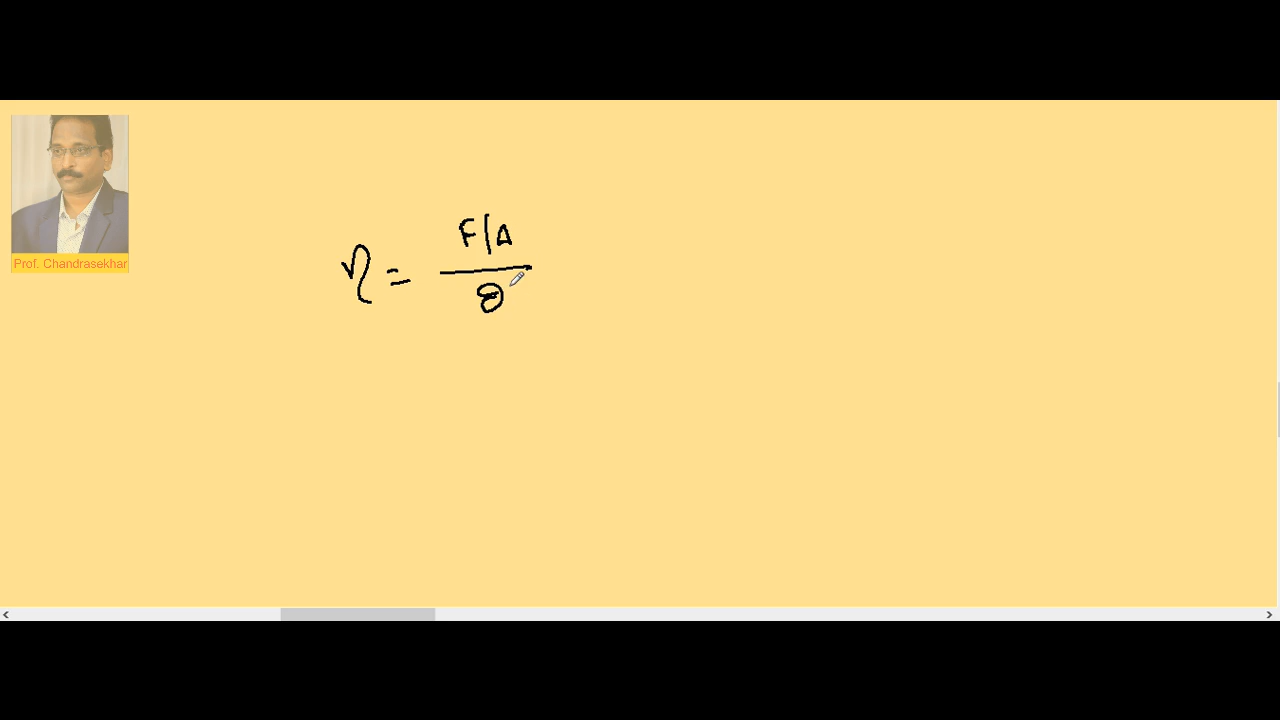 Prof. Chandrasekhar
F/A
η =
θ